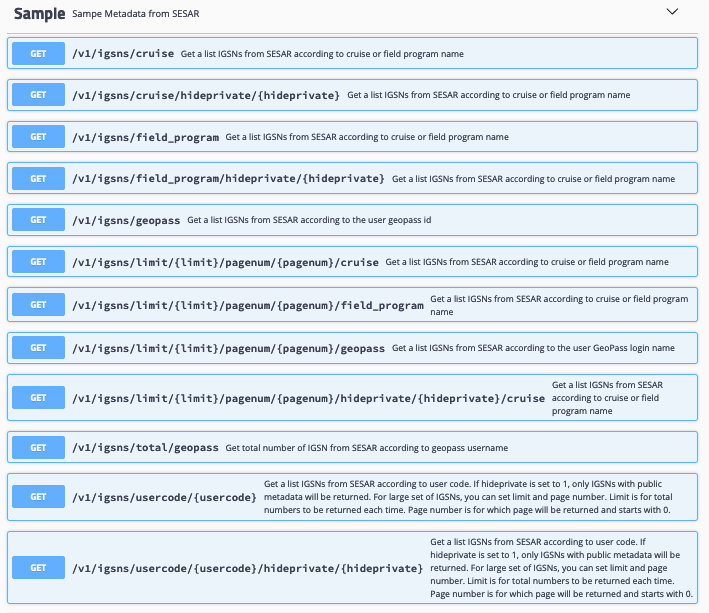 Sample Sampe Metadata from SESAR
GET /v1/igsns/cruise Get a list IGSNs from SESAR according to cruise or field program name
GET /v1/igsns/cruise/hideprivate/{hideprivate} Get a list IGSNs from SESAR according to cruise or field program name
GET /v1/igsns/field_program Get a list IGSNs from SESAR according to cruise or field program name
GET /v1/igsns/field_program/hideprivate/{hideprivate} Get a list IGSNs from SESAR according to cruise or field program name
GET /v1/igsns/geopass Get a list IGSNs from SESAR according to the user geopass id
GET /v1/igsns/limit/{limit}/pagenum/{pagenum}/cruise Get a list IGSNs from SESAR according to cruise or field program name
GET /v1/igsns/limit/{limit}/pagenum/{pagenum}/field_program Get a list IGSNs from SESAR according to cruise or field program
name
GET /v1/igsns/limit/{limit}/pagenum/{pagenum}/geopass Get a list IGSNs from SESAR according to the user GeoPass login name
GET /v1/igsns/limit/{limit}/pagenum/{pagenum}/hideprivate/{hideprivate}/cruise Get a list IGSNs from SESAR
according to cruise or field
program name
GET /v1/igsns/total/geopass Get total number of IGSN from SESAR according to geopass username
GET /v1/igsns/usercode/{usercode} Get a list IGSNs from SESAR according to user code. If hideprivate is set to 1, only IGSNs with public
metadata will be returned. For large set of IGSNs, you can set limit and page number. Limit is for total
numbers to be returned each time. Page number is for which page will be returned and starts with 0.
GET /v1/igsns/usercode/{usercode}/hideprivate/{hideprivate} Get a list IGSNs from SESAR according to user code. If
hideprivate is set to 1, only IGSNs with public metadata will be
returned. For large set of IGSNs, you can set limit and page
number. Limit is for total numbers to be returned each time.
Page number is for which page will be returned and starts with 0.